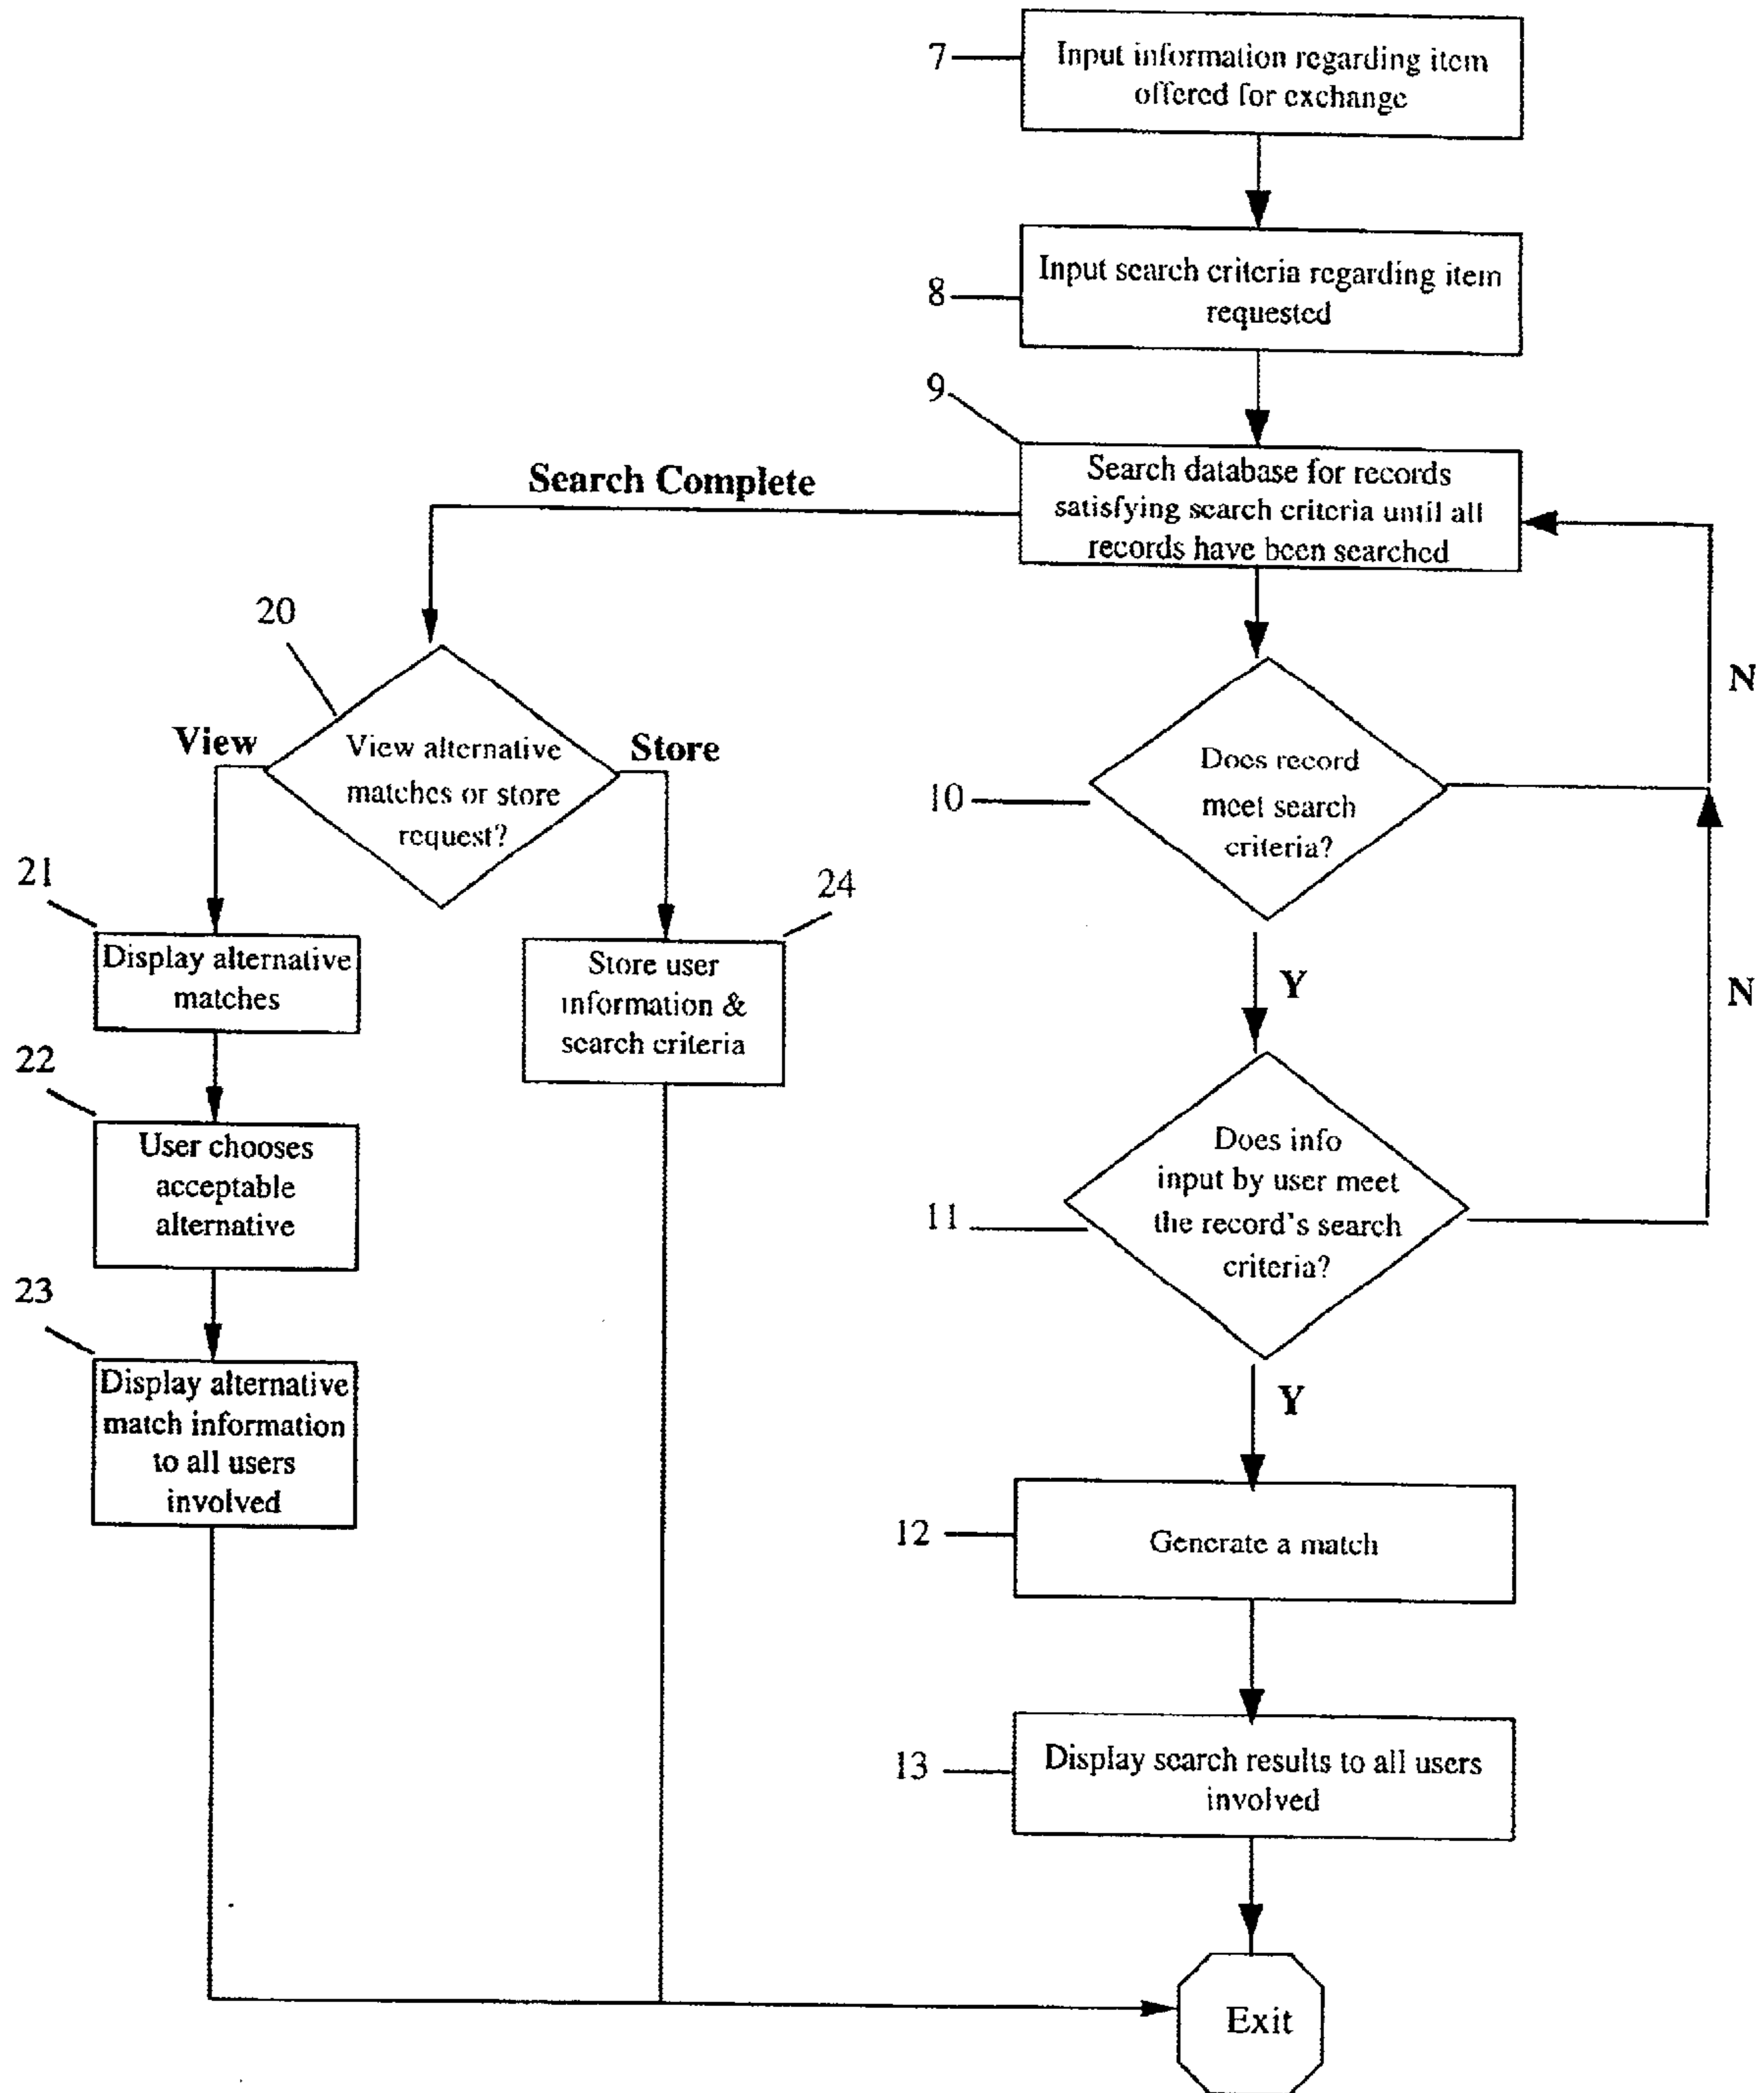 7
Input information regarding item
offered for exchange
8
Input search criteria regarding item
requested
9
Search database for records
satisfying search criteria until all
records have been searched
Search Complete
20
View alternative
matches or store
request?
View
Store
N
10
Does record
meet search
criteria?
21
Display alternative
matches
24
Store user
information &
search criteria
Y
N
22
User chooses
acceptable
alternative
11
Does info
input by user meet
the record's search
criteria?
23
Display alternative
match information
to all users
involved
Y
12
Generate a match
13
Display search results to all users
involved
Exit